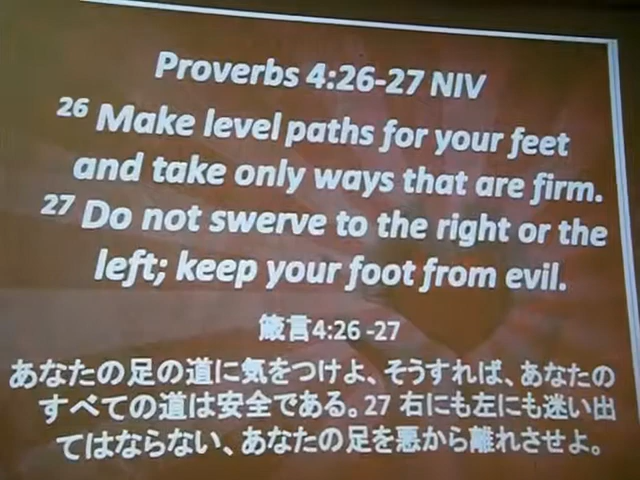 Proverbs 4:26-27 NIV
26 Make level paths for your feet
and take only ways that are firm.
27 Do not swerve to the right or the
left; keep your foot from evil.
箴言4:26 -27
あなたの足の道に気をつけよ、そうすれば、あなたの
すべての道は安全である。27 右にも左にも迷い出
てはならない、あなたの足を悪から離れさせよ。